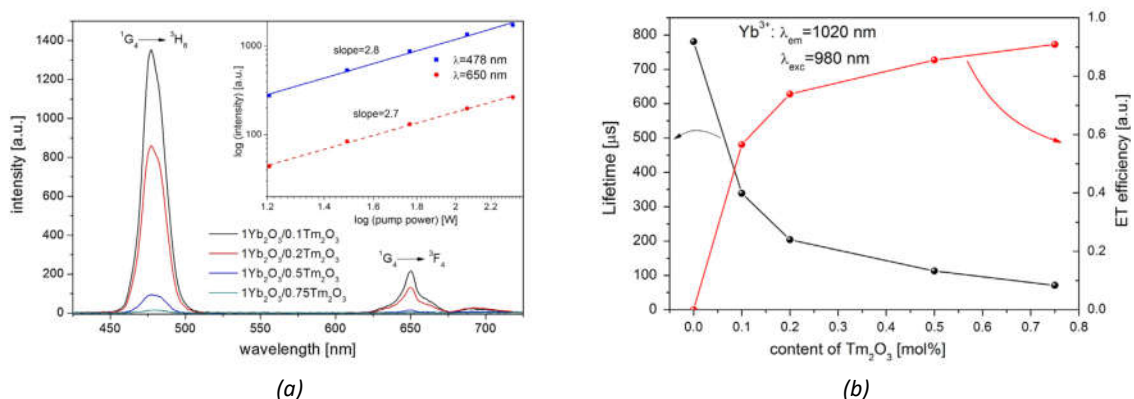 ¹G₄ → ³H₆
1400
1200
1000
800
600
400
200
0
intensity [a.u.]
450 500 550 600 650 700
wavelength [nm]
1Yb₂O₃/0.1Tm₂O₃
1Yb₂O₃/0.2Tm₂O₃
1Yb₂O₃/0.5Tm₂O₃
1Yb₂O₃/0.75Tm₂O₃
¹G₄ → ³F₄
log (intensity) [a.u.]
1000
100
slope=2.8
slope=2.7
λ=478 nm
λ=650 nm
1.2 1.4 1.6 1.8 2 2.2
log (pump power) [W]
(a)
Yb³⁺: λem=1020 nm
λexc=980 nm
800
700
600
500
400
300
200
100
0
Lifetime [μs]
1.0
0.8
0.6
0.4
0.2
0.0
ET efficiency [a.u.]
0.0 0.1 0.2 0.3 0.4 0.5 0.6 0.7 0.8
content of Tm₂O₃ [mol%]
(b)